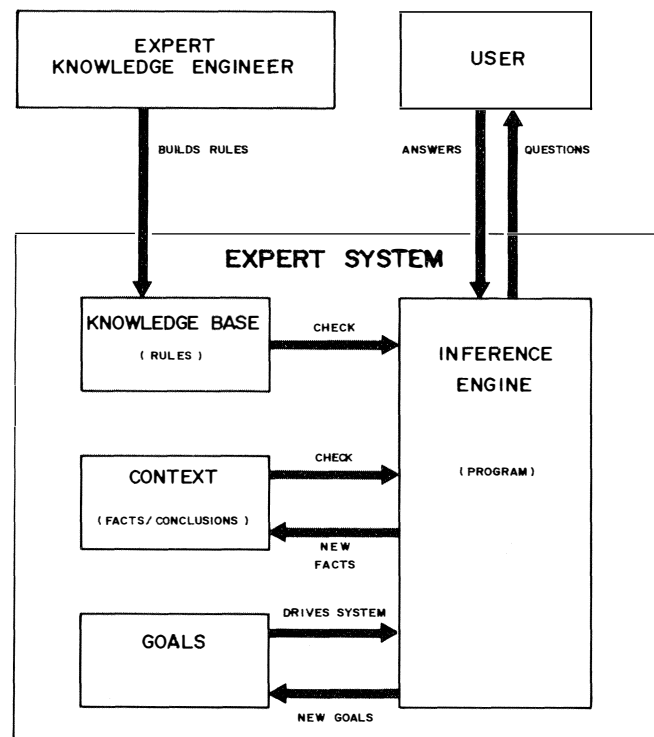 EXPERT
KNOWLEDGE ENGINEER
USER
BUILDS RULES
ANSWERS
QUESTIONS
EXPERT SYSTEM
KNOWLEDGE BASE
( RULES )
CHECK
INFERENCE
ENGINE
( PROGRAM )
CONTEXT
( FACTS/CONCLUSIONS )
CHECK
NEW
FACTS
GOALS
DRIVES SYSTEM
NEW GOALS